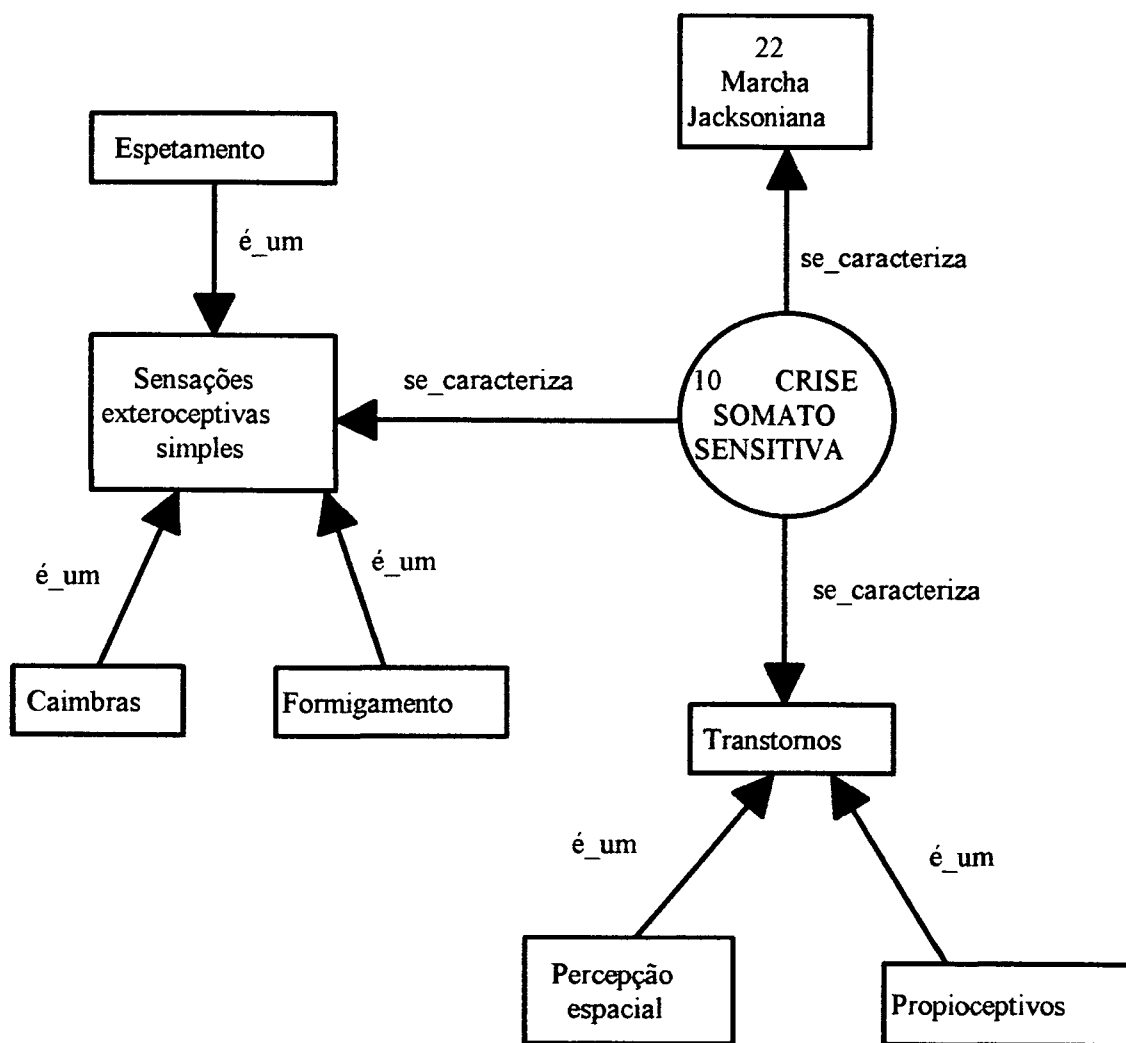 22
Marcha
Jacksoniana
Espetamento
é_um
se_caracteriza
Sensações
exteroceptivas
simples
se_caracteriza
10 CRISE
SOMATO
SENSITIVA
é_um
é_um
se_caracteriza
Caimbras
Formigamento
Transtornos
é_um
é_um
Percepção
espacial
Propioceptivos